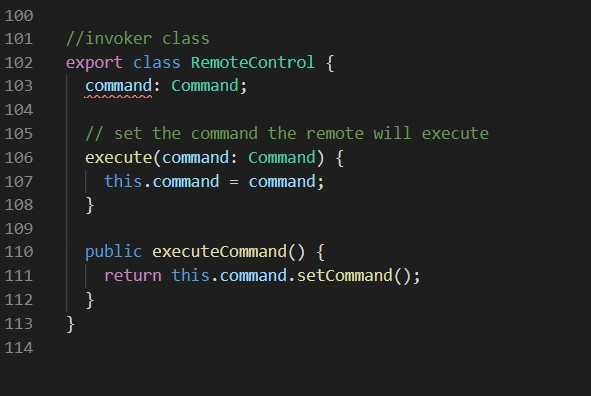 100
101 //invoker class
102 export class RemoteControl {
103 command: Command;
104
105 // set the command the remote will execute
106 execute(command: Command) {
107 this.command = command;
108 }
109
110 public executeCommand() {
111 return this.command.setCommand();
112 }
113 }
114